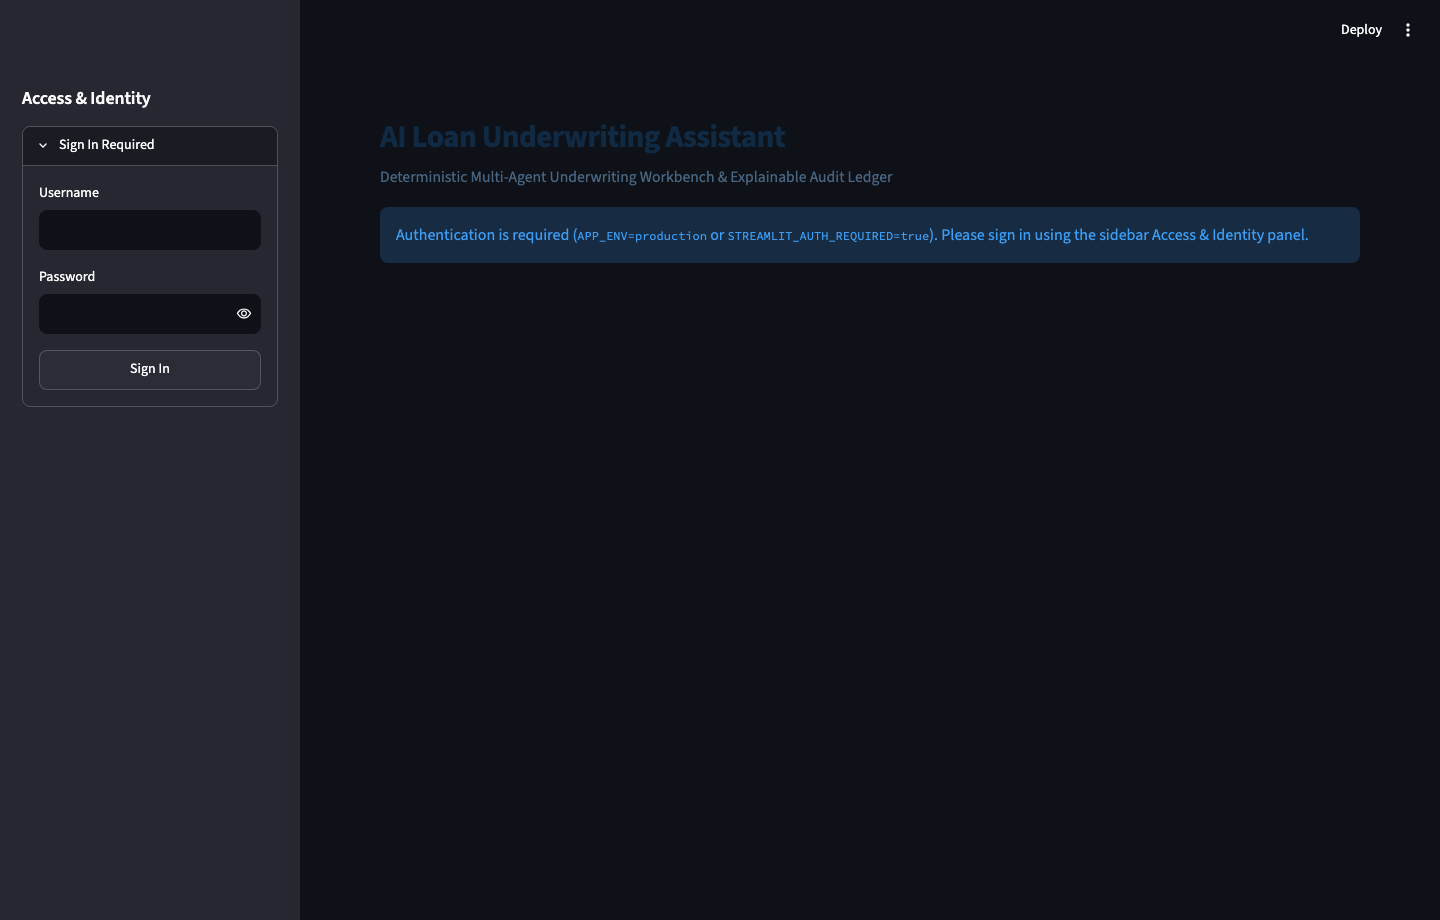 Deploy
Access & Identity
Sign In Required
Username
Password
Sign In
AI Loan Underwriting Assistant
Deterministic Multi-Agent Underwriting Workbench & Explainable Audit Ledger
Authentication is required (APP_ENV=production or STREAMLIT_AUTH_REQUIRED=true). Please sign in using the sidebar Access & Identity panel.